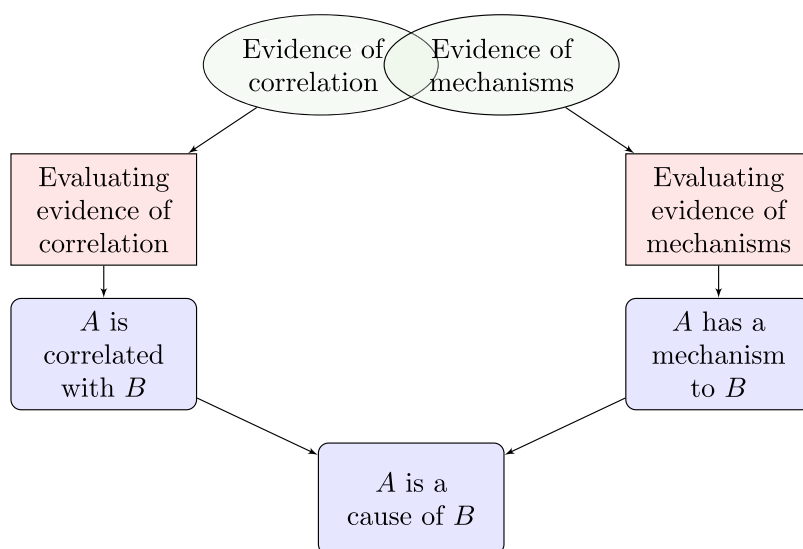 Evidence of
correlation
Evidence of
mechanisms
Evaluating
evidence of
correlation
Evaluating
evidence of
mechanisms
A is
correlated
with B
A has a
mechanism
to B
A is a
cause of B